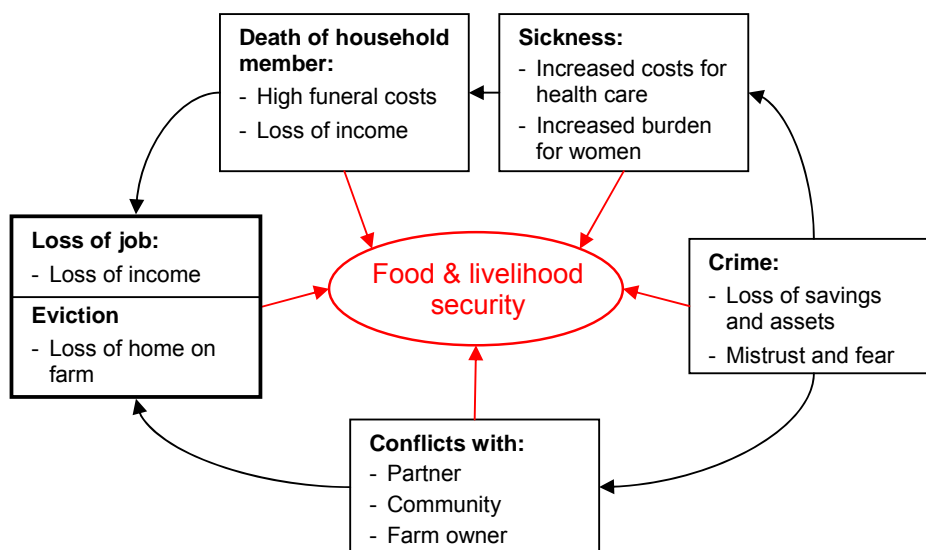 Death of household
member:
- High funeral costs
- Loss of income
Sickness:
- Increased costs for
health care
- Increased burden
for women
Loss of job:
- Loss of income
Eviction
- Loss of home on
farm
Food & livelihood
security
Crime:
- Loss of savings
and assets
- Mistrust and fear
Conflicts with:
- Partner
- Community
- Farm owner